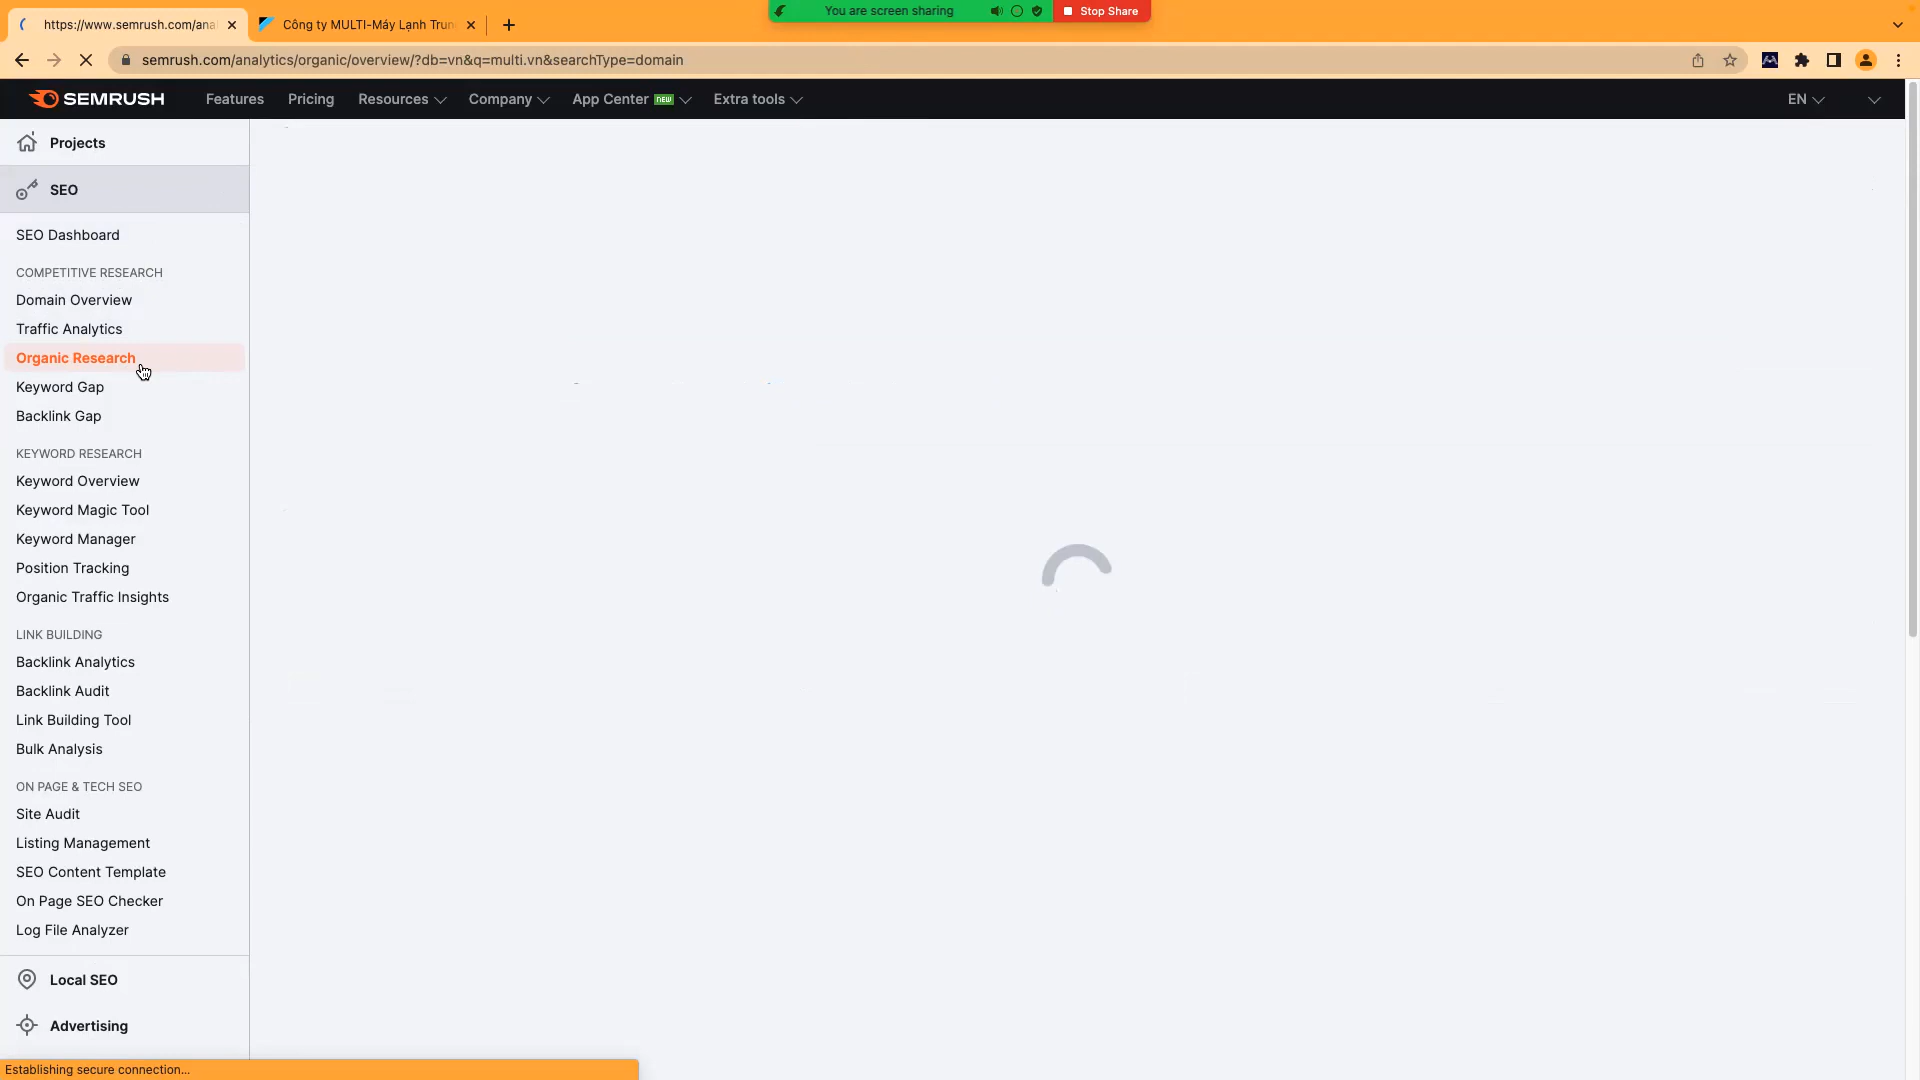 https://www.semrush.com/ana
Công ty MULTI-Máy Lạnh Trun
You are screen sharing
Stop Share
semrush.com/analytics/organic/overview/?db=vn&q=multi.vn&searchType=domain
SEMRUSH
Features
Pricing
Resources
Company
App Center NEW
Extra tools
EN
Projects
SEO
SEO Dashboard
COMPETITIVE RESEARCH
Domain Overview
Traffic Analytics
Organic Research
Keyword Gap
Backlink Gap
KEYWORD RESEARCH
Keyword Overview
Keyword Magic Tool
Keyword Manager
Position Tracking
Organic Traffic Insights
LINK BUILDING
Backlink Analytics
Backlink Audit
Link Building Tool
Bulk Analysis
ON PAGE & TECH SEO
Site Audit
Listing Management
SEO Content Template
On Page SEO Checker
Log File Analyzer
Local SEO
Advertising
Establishing secure connection...